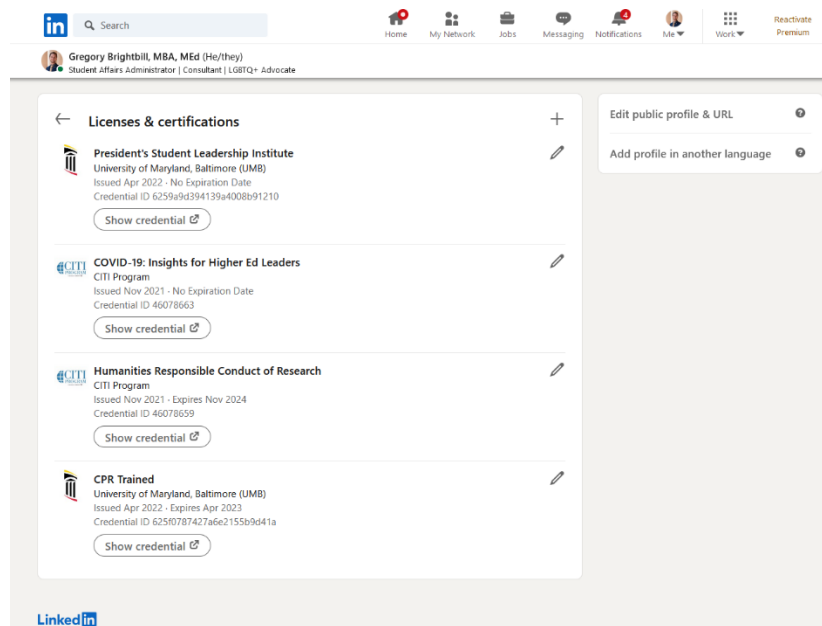 in
Search
Home
My Network
Jobs
Messaging
4
Notifications
Me
Work
Reactivate
Premium
Gregory Brightbill, MBA, MEd (He/they)
Student Affairs Administrator | Consultant | LGBTQ+ Advocate
Licenses & certifications
Edit public profile & URL
Add profile in another language
President's Student Leadership Institute
University of Maryland, Baltimore (UMB)
Issued Apr 2022 · No Expiration Date
Credential ID 6259a9d394139a4008b91210
Show credential
CITI
COVID-19: Insights for Higher Ed Leaders
CITI Program
Issued Nov 2021 · No Expiration Date
Credential ID 46078663
Show credential
CITI
Humanities Responsible Conduct of Research
CITI Program
Issued Nov 2021 · Expires Nov 2024
Credential ID 46078659
Show credential
CPR Trained
University of Maryland, Baltimore (UMB)
Issued Apr 2022 · Expires Apr 2023
Credential ID 625f0787427a6e2155b9d41a
Show credential
Linked in